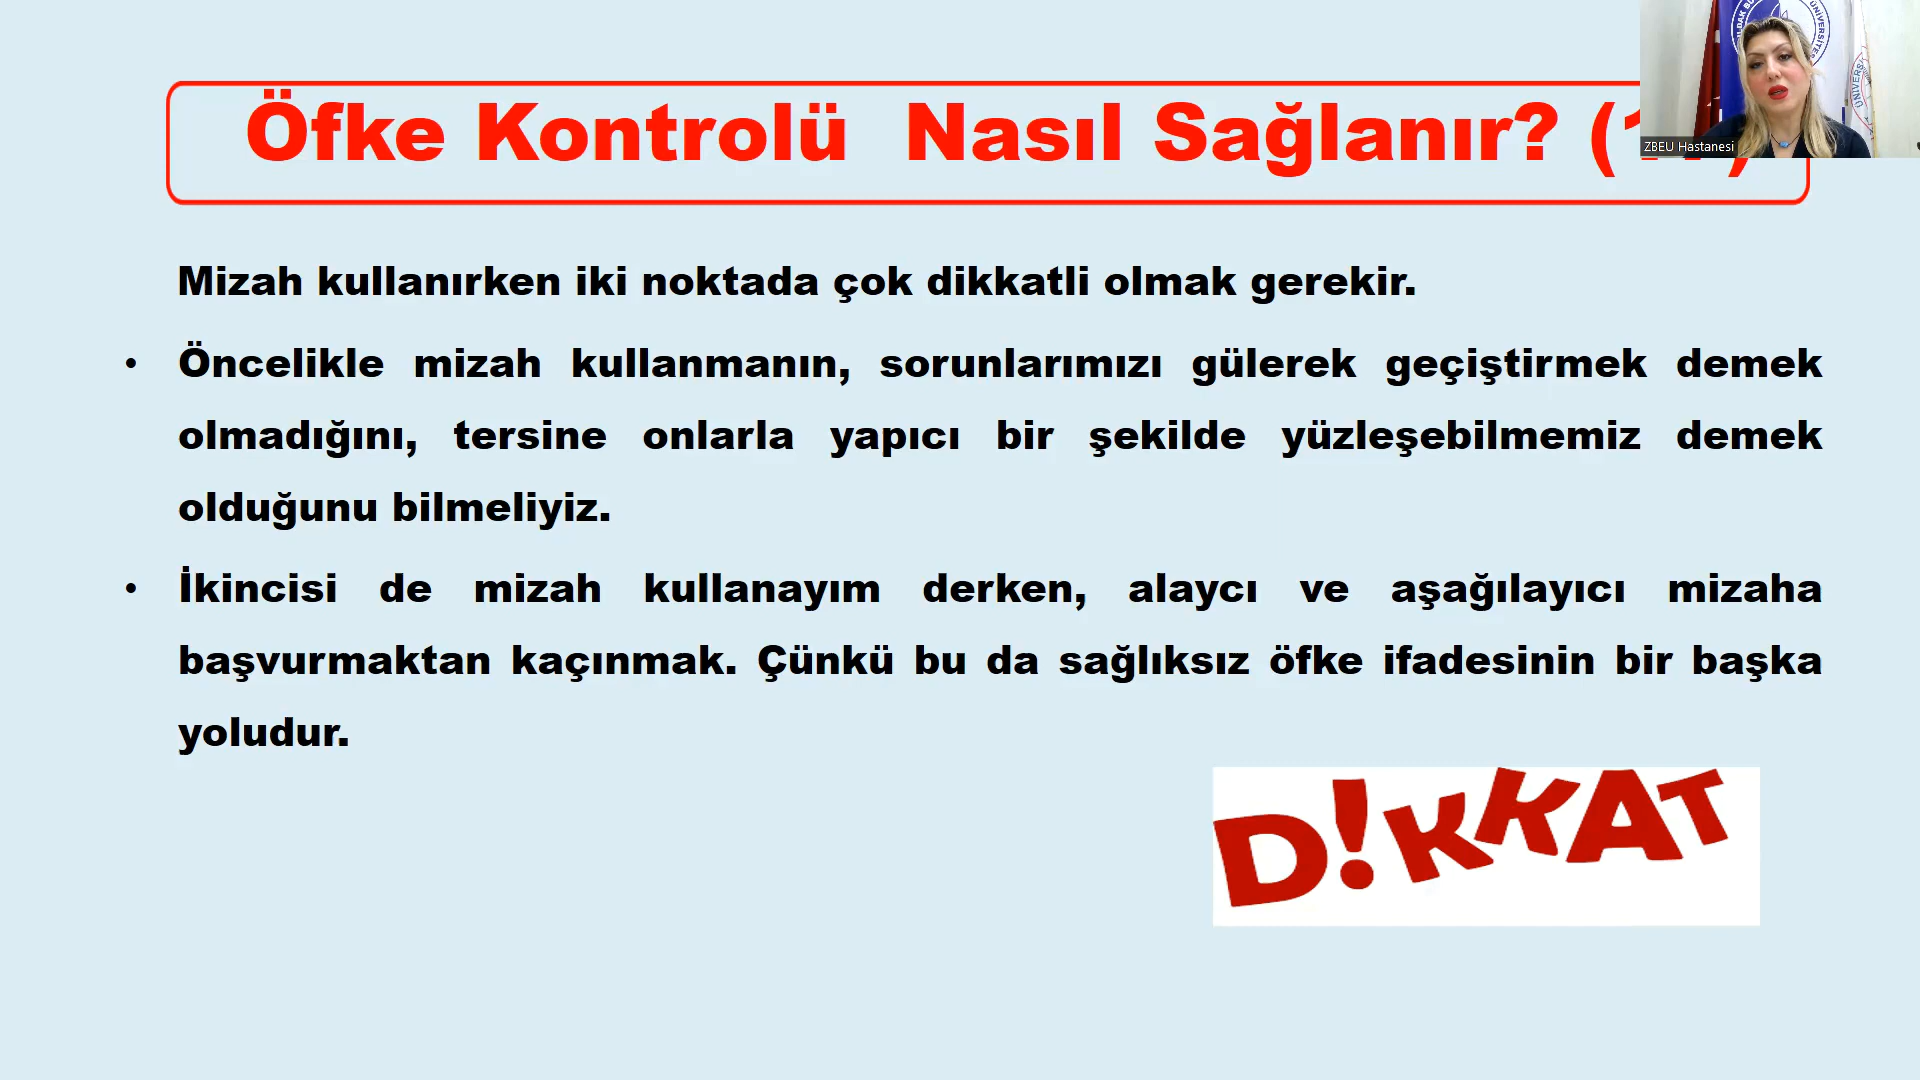 Öfke Kontrolü Nasıl Sağlanır?
ZBEU Hastanesi
Mizah kullanırken iki noktada çok dikkatli olmak gerekir.
• Öncelikle mizah kullanmanın, sorunlarımızı gülerek geçiştirmek demek
olmadığını, tersine onlarla yapıcı bir şekilde yüzleşebilmemiz demek
olduğunu bilmeliyiz.
• İkincisi de mizah kullanayım derken, alaycı ve aşağılayıcı mizaha
başvurmaktan kaçınmak. Çünkü bu da sağlıksız öfke ifadesinin bir başka
yoludur.
D!KKAT